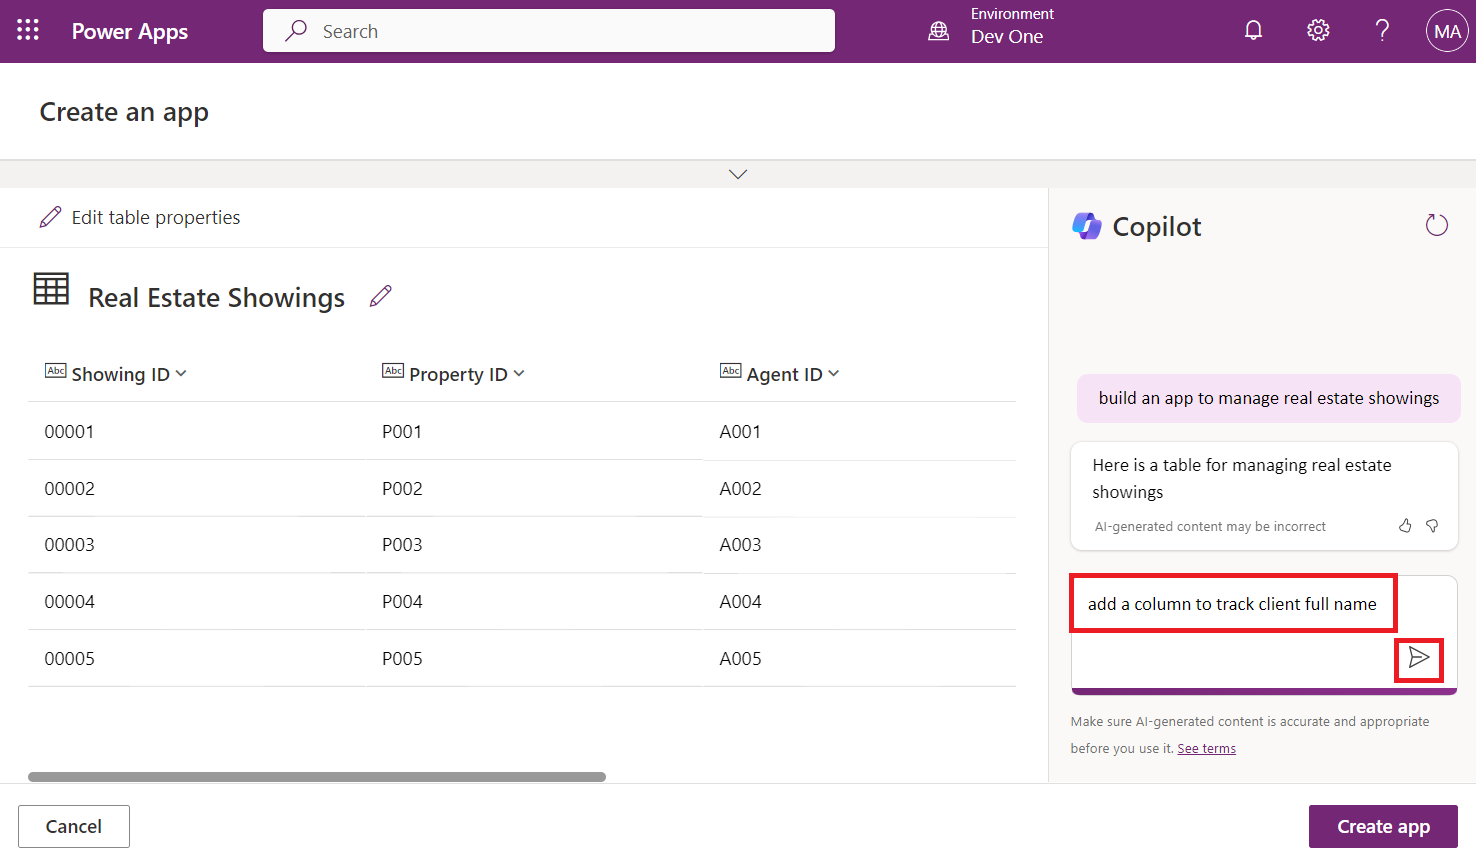 Power Apps
Search
Environment
Dev One
MA
Create an app
Edit table properties
Copilot
Real Estate Showings
Abc Showing ID Abc Property ID Abc Agent ID
00001 P001 A001
00002 P002 A002
00003 P003 A003
00004 P004 A004
00005 P005 A005
build an app to manage real estate showings
Here is a table for managing real estate
showings
AI-generated content may be incorrect
add a column to track client full name
Make sure AI-generated content is accurate and appropriate
before you use it. See terms
Cancel
Create app